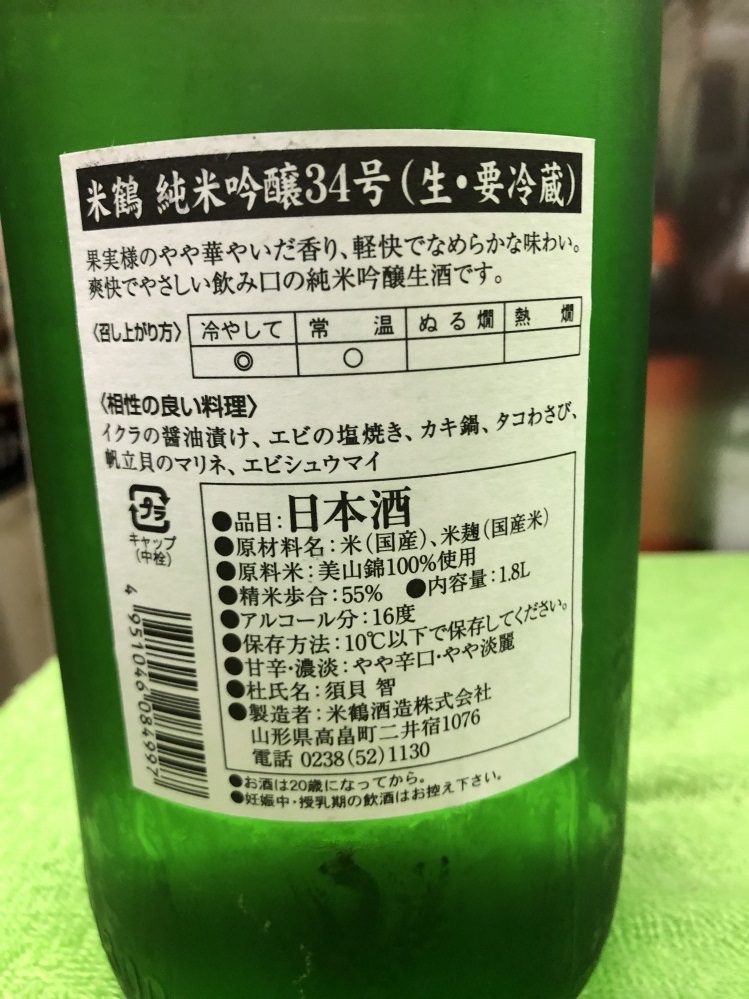 米鶴 純米吟醸34号(生・要冷蔵)
果実様のやや華やいだ香り、軽快でなめらかな味わい。
爽快でやさしい飲み口の純米吟醸生酒です。
〈召し上がり方〉 冷やして 常温 ぬる燗 熱燗
◎ ○
〈相性の良い料理〉
イクラの醤油漬け、エビの塩焼き、カキ鍋、タコわさび、
帆立貝のマリネ、エビシュウマイ
プラ
キャップ
(中栓)
●品目:日本酒
●原材料名:米(国産)、米麹(国産米)
●原料米:美山錦100%使用
●精米歩合:55% ●内容量:1.8L
●アルコール分:16度
●保存方法:10℃以下で保存してください。
●甘辛・濃淡:やや辛口・やや淡麗
●杜氏名:須貝 智
●製造者:米鶴酒造株式会社
山形県高畠町二井宿1076
電話 0238(52)1130
4 951046 084997
●お酒は20歳になってから。
●妊娠中・授乳期の飲酒はお控え下さい。